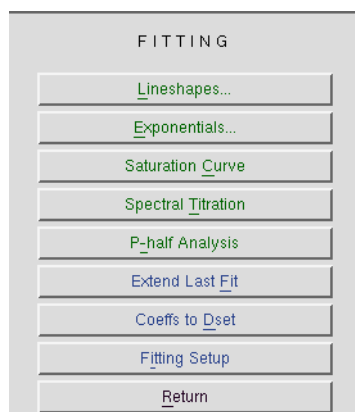 FITTING
Lineshapes...
Exponentials...
Saturation Curve
Spectral Titration
P-half Analysis
Extend Last Fit
Coeffs to Dset
Fitting Setup
Return